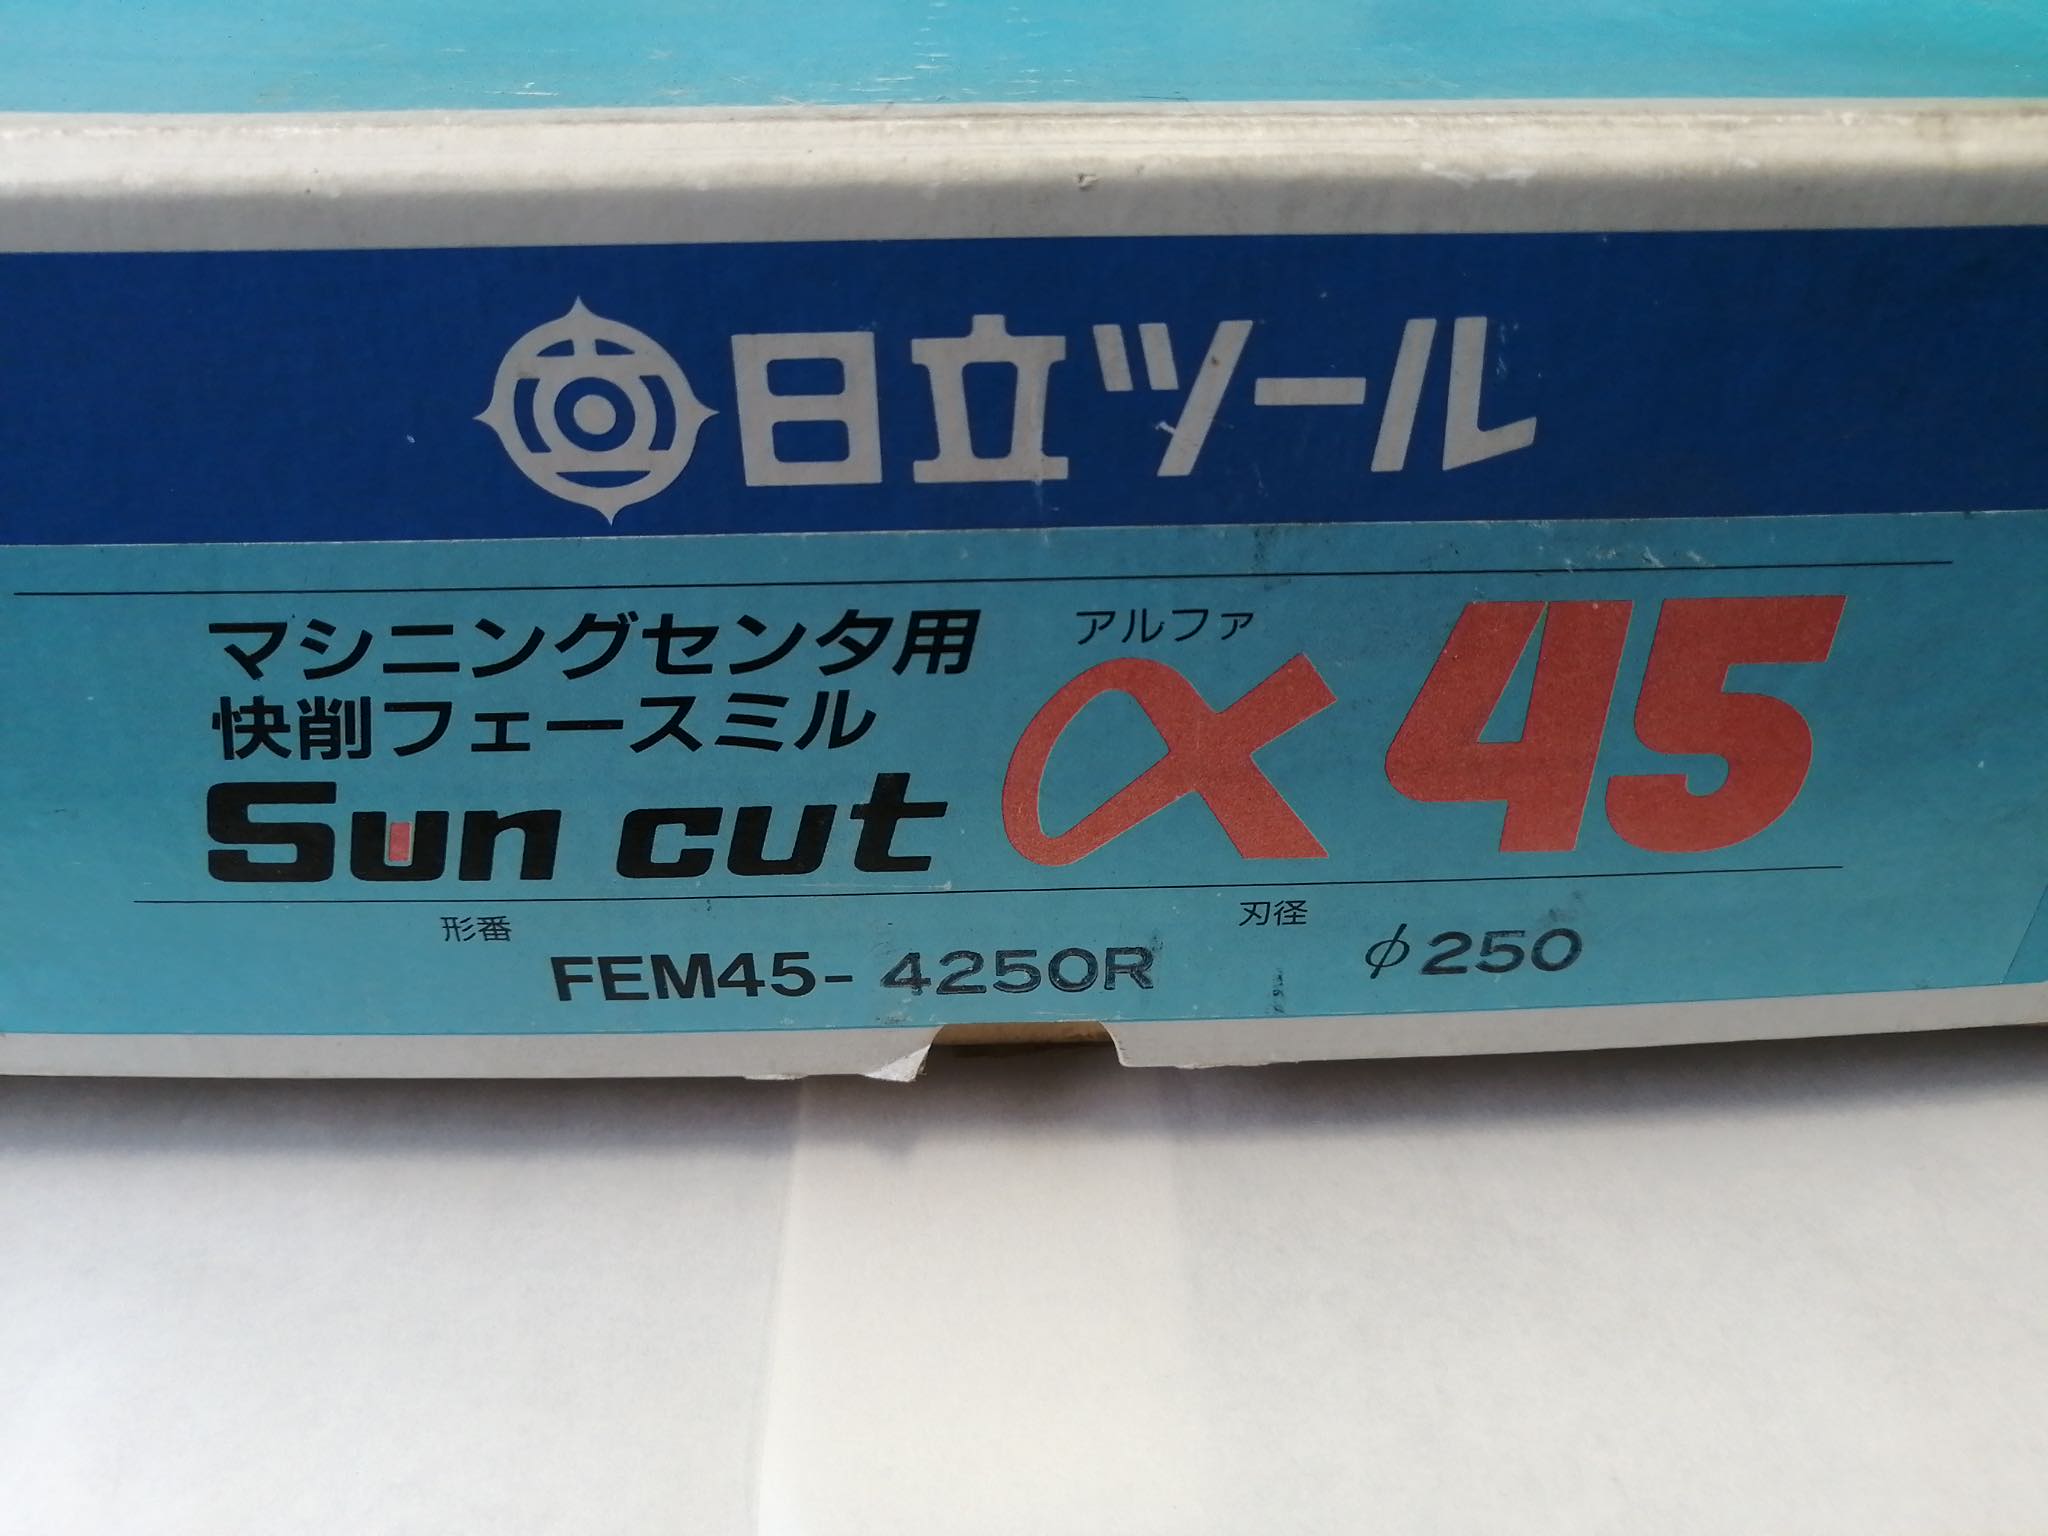 日立ツール
マシニングセンタ用
快削フェースミル
Sun cut
アルファ
α45
形番
FEM45-4250R
刃径
φ250